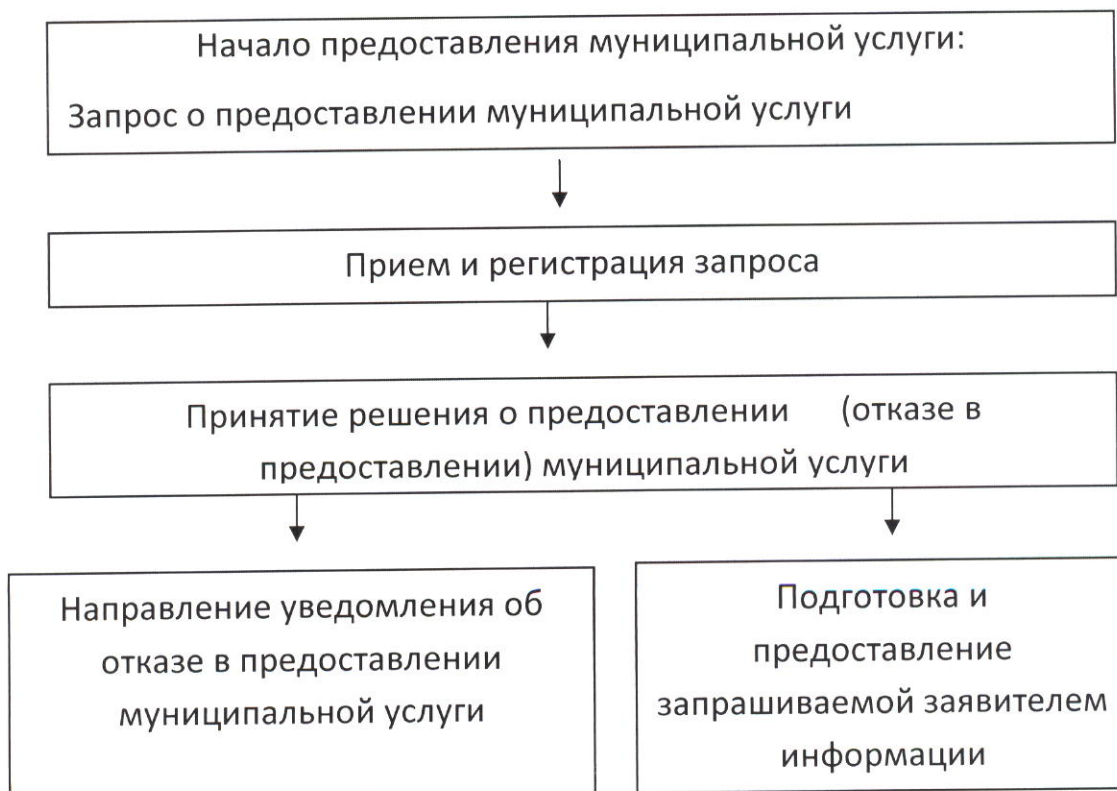 Начало предоставления муниципальной услуги:
Запрос о предоставлении муниципальной услуги
Прием и регистрация запроса
Принятие решения о предоставлении (отказе в
предоставлении) муниципальной услуги
Направление уведомления об
отказе в предоставлении
муниципальной услуги
Подготовка и
предоставление
запрашиваемой заявителем
информации